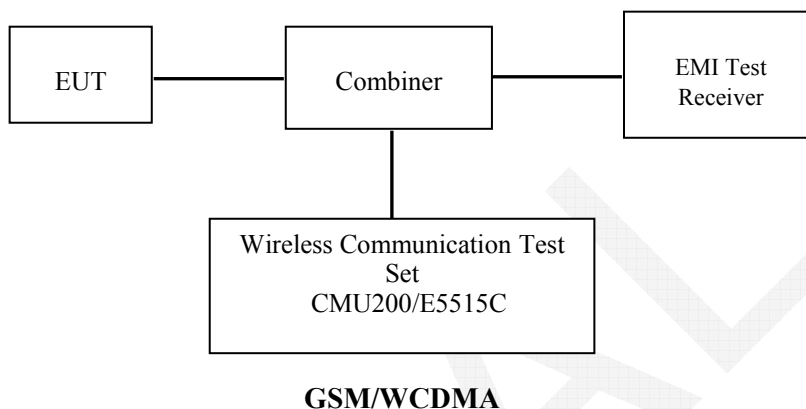 EUT
Combiner
EMI Test
Receiver
Wireless Communication Test
Set
CMU200/E5515C
GSM/WCDMA